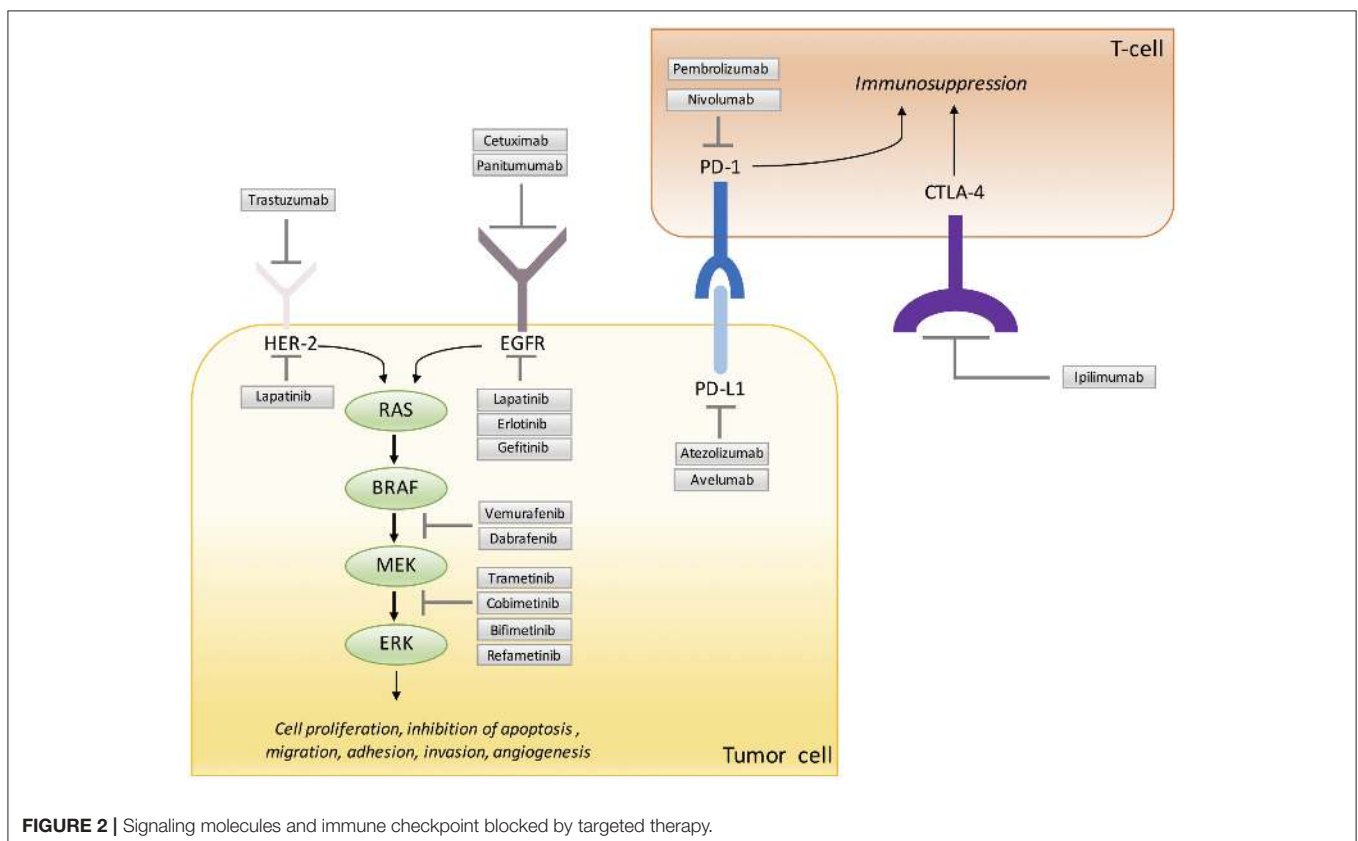 T-cell
Pembrolizumab
Nivolumab
Immunosuppression
PD-1
CTLA-4
Cetuximab
Panitumumab
Trastuzumab
HER-2
EGFR
Lapatinib
RAS
Lapatinib
Erlotinib
Gefitinib
PD-L1
Ipilimumab
Atezolizumab
Avelumab
BRAF
Vemurafenib
Dabrafenib
MEK
Trametinib
Cobimetinib
Bifimetinib
Refametinib
ERK
Cell proliferation, inhibition of apoptosis ,
migration, adhesion, invasion, angiogenesis
Tumor cell
FIGURE 2 | Signaling molecules and immune checkpoint blocked by targeted therapy.